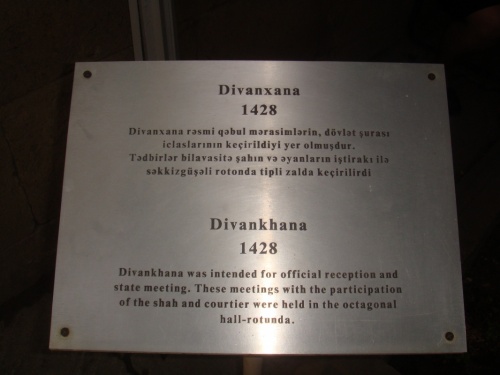 Divanxana
1428
Divanxana rəsmi qəbul mərasimlərin, dövlət şurası
iclaslarının keçirildiyi yer olmuşdur.
Tədbirlər bilavasitə şahın və əyanların iştirakı ilə
səkkizguşəli rotonda tipli zalda keçirilirdi
Divankhana
1428
Divankhana was intended for official reception and
state meeting. These meetings with the participation
of the shah and courtier were held in the octagonal
hall-rotunda.